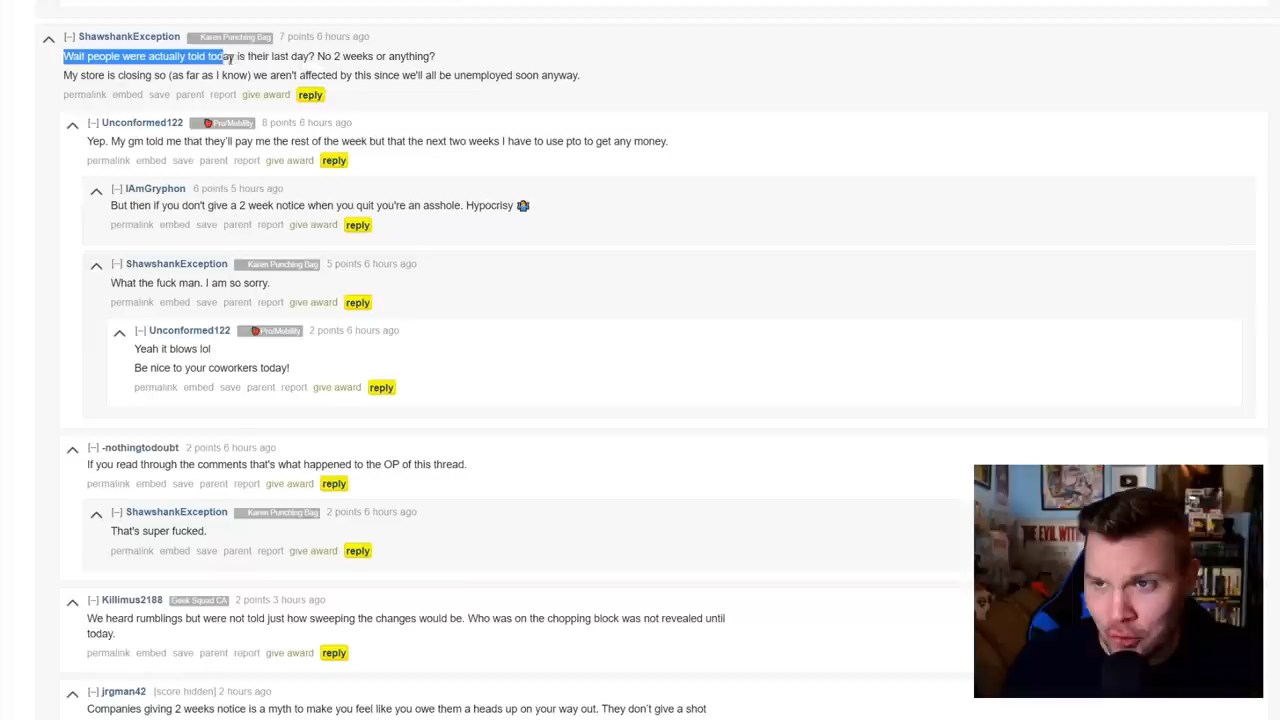 [–] ShawshankException Karen Punching Bag 7 points 6 hours ago
Wait people were actually told today is their last day? No 2 weeks or anything?
My store is closing so (as far as I know) we aren't affected by this since we'll all be unemployed soon anyway.
permalink embed save parent report give award reply
[–] Unconformed122 Pro/Mobility 8 points 6 hours ago
Yep. My gm told me that they'll pay me the rest of the week but that the next two weeks I have to use pto to get any money.
permalink embed save parent report give award reply
[–] IAmGryphon 6 points 5 hours ago
But then if you don't give a 2 week notice when you quit you're an asshole. Hypocrisy 🤷
permalink embed save parent report give award reply
[–] ShawshankException Karen Punching Bag 5 points 6 hours ago
What the fuck man. I am so sorry.
permalink embed save parent report give award reply
[–] Unconformed122 Pro/Mobility 2 points 6 hours ago
Yeah it blows lol
Be nice to your coworkers today!
permalink embed save parent report give award reply
[–] -nothingtodoubt 2 points 6 hours ago
If you read through the comments that's what happened to the OP of this thread.
permalink embed save parent report give award reply
[–] ShawshankException Karen Punching Bag 2 points 6 hours ago
That's super fucked.
permalink embed save parent report give award reply
[–] Killimus2188 Geek Squad CA 2 points 3 hours ago
We heard rumblings but were not told just how sweeping the changes would be. Who was on the chopping block was not revealed until
today.
permalink embed save parent report give award reply
[–] jrgman42 [score hidden] 2 hours ago
Companies giving 2 weeks notice is a myth to make you feel like you owe them a heads up on your way out. They don't give a shot
THE EVIL WITH